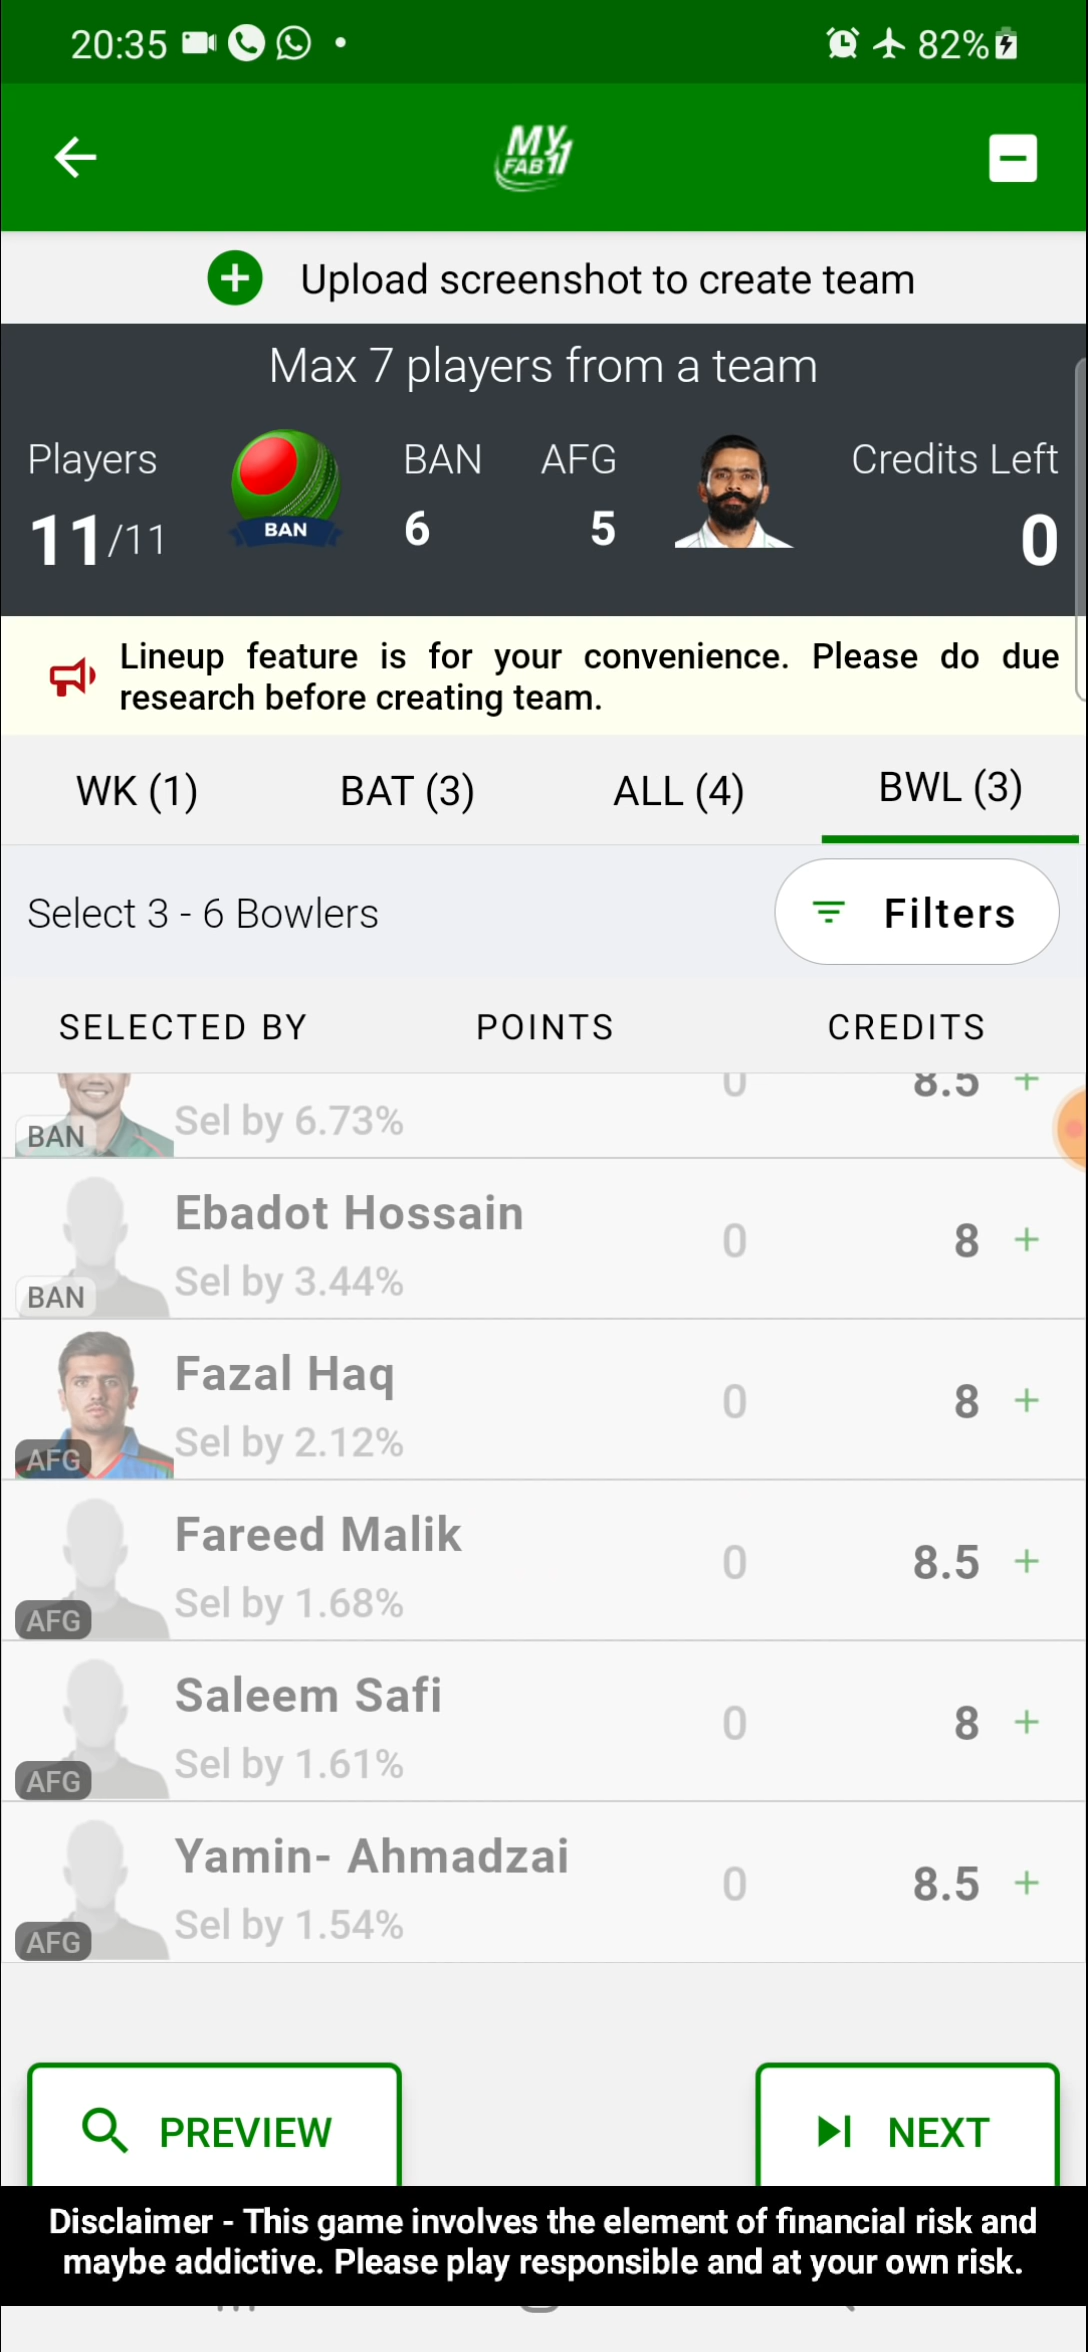 20:35
82%
MY
FAB11
Upload screenshot to create team
Max 7 players from a team
Players BAN AFG Credits Left
11/11 BAN 6 5 0
Lineup feature is for your convenience. Please do due
research before creating team.
WK (1) BAT (3) ALL (4) BWL (3)
Select 3 - 6 Bowlers Filters
SELECTED BY POINTS CREDITS
0 8.5 +
BAN Sel by 6.73%
Ebadot Hossain
0 8 +
BAN Sel by 3.44%
Fazal Haq
0 8 +
AFG Sel by 2.12%
Fareed Malik
0 8.5 +
AFG Sel by 1.68%
Saleem Safi
0 8 +
AFG Sel by 1.61%
Yamin- Ahmadzai
0 8.5 +
AFG Sel by 1.54%
PREVIEW NEXT
Disclaimer - This game involves the element of financial risk and
maybe addictive. Please play responsible and at your own risk.